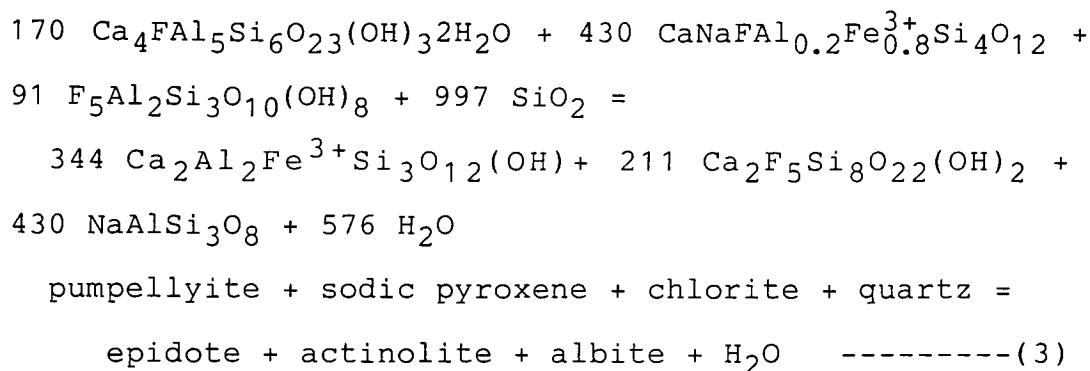 170 Ca₄FAl₅Si₆O₂₃(OH)₃2H₂O + 430 CaNaFAl₀.₂Fe³⁺₀.₈Si₄O₁₂ +
91 F₅Al₂Si₃O₁₀(OH)₈ + 997 SiO₂ =
344 Ca₂Al₂Fe³⁺Si₃O₁₂(OH)+ 211 Ca₂F₅Si₈O₂₂(OH)₂ +
430 NaAlSi₃O₈ + 576 H₂O
pumpellyite + sodic pyroxene + chlorite + quartz =
epidote + actinolite + albite + H₂O ---------(3)